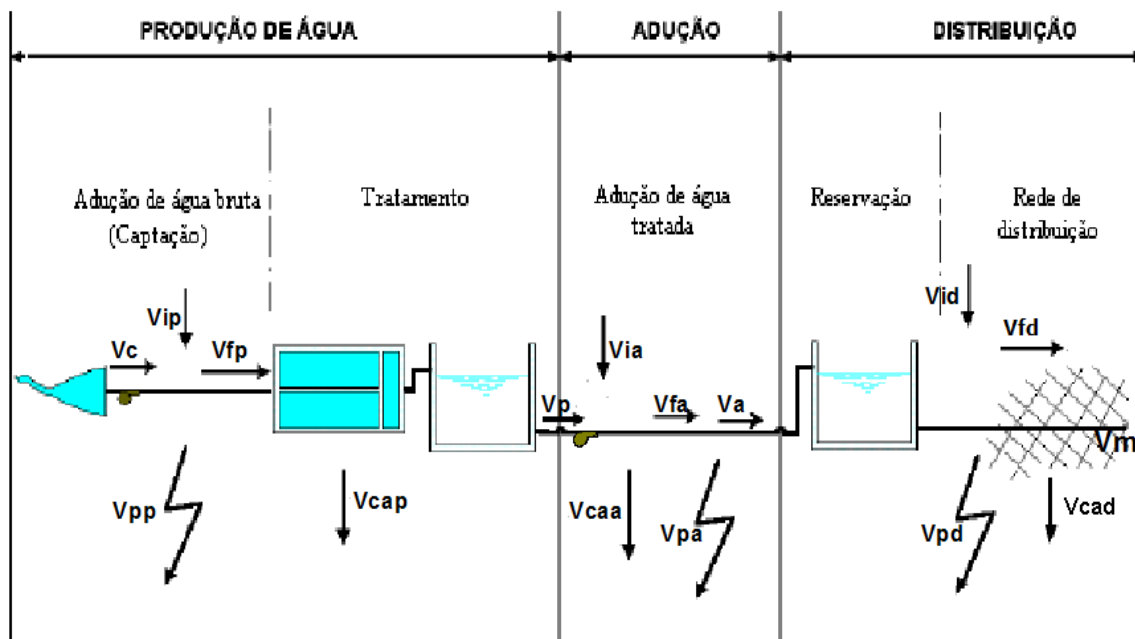 PRODUÇÃO DE ÁGUA
ADUÇÃO
DISTRIBUIÇÃO
Adução de água bruta
(Captação)
Tratamento
Adução de água
tratada
Reservação
Rede de
distribuição
Vip
Vc
Vfp
Vp
Via
Vfa
Va
Vid
Vfd
Vm
Vpp
Vcap
Vcaa
Vpa
Vpd
Vcad